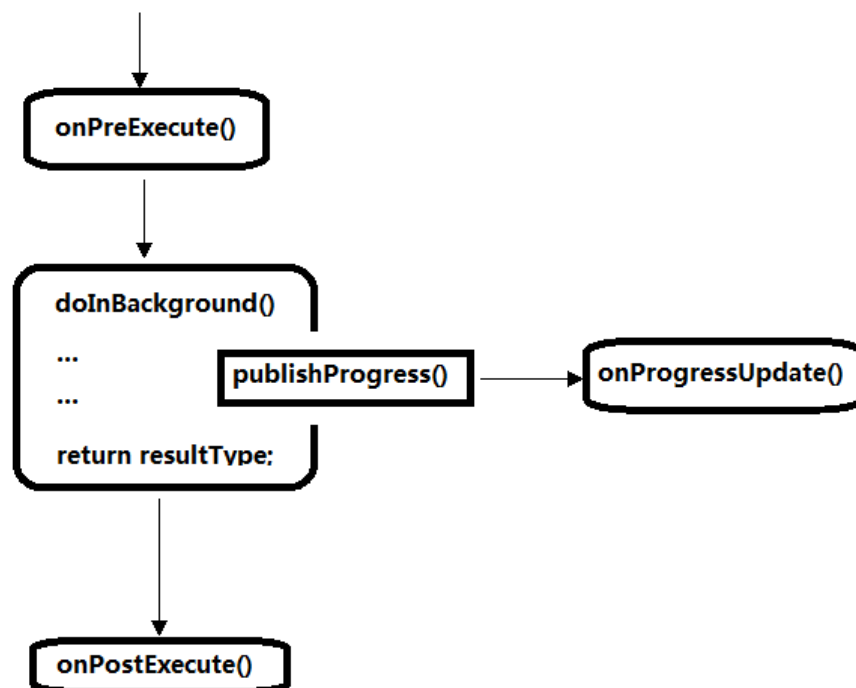 onPreExecute()
doInBackground()
...
publishProgress()
onProgressUpdate()
...
return resultType;
onPostExecute()